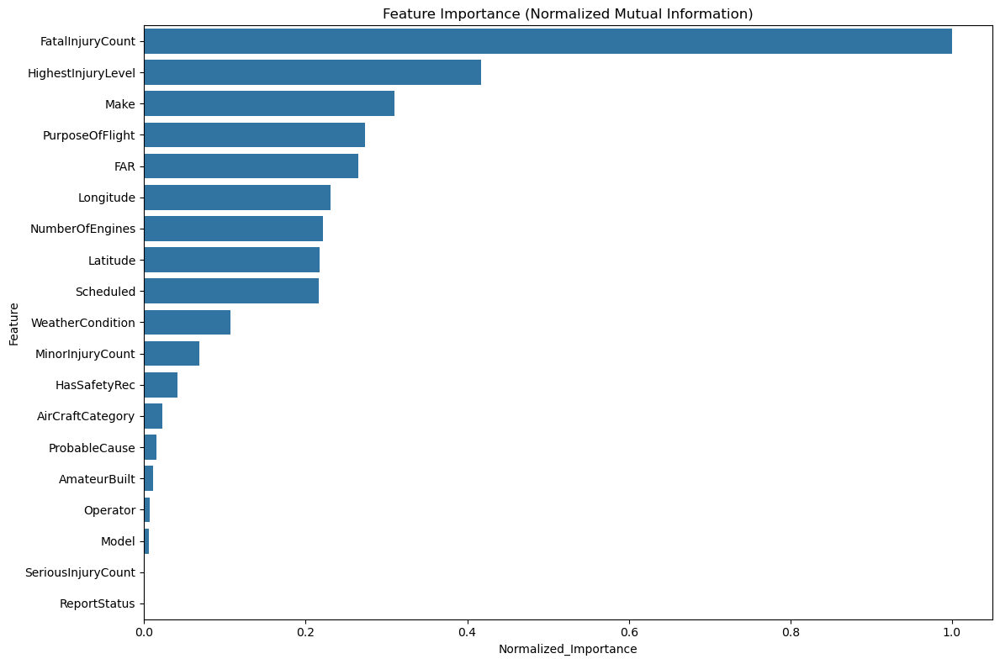 Feature Importance (Normalized Mutual Information)
Feature
FatalInjuryCount
HighestInjuryLevel
Make
PurposeOfFlight
FAR
Longitude
NumberOfEngines
Latitude
Scheduled
WeatherCondition
MinorInjuryCount
HasSafetyRec
AirCraftCategory
ProbableCause
AmateurBuilt
Operator
Model
SeriousInjuryCount
ReportStatus
0.0 0.2 0.4 0.6 0.8 1.0
Normalized_Importance